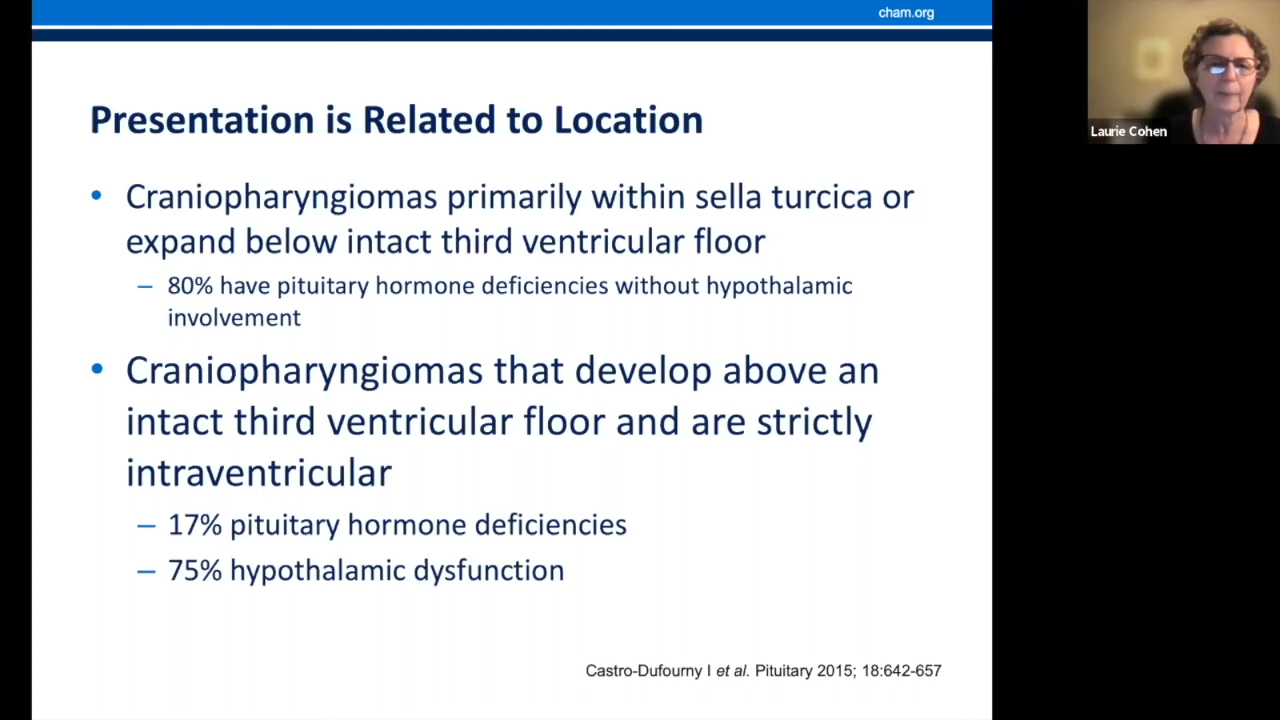 cham.org
Laurie Cohen
Presentation is Related to Location
• Craniopharyngiomas primarily within sella turcica or
expand below intact third ventricular floor
– 80% have pituitary hormone deficiencies without hypothalamic
involvement
• Craniopharyngiomas that develop above an
intact third ventricular floor and are strictly
intraventricular
– 17% pituitary hormone deficiencies
– 75% hypothalamic dysfunction
Castro-Dufourny I et al. Pituitary 2015; 18:642-657